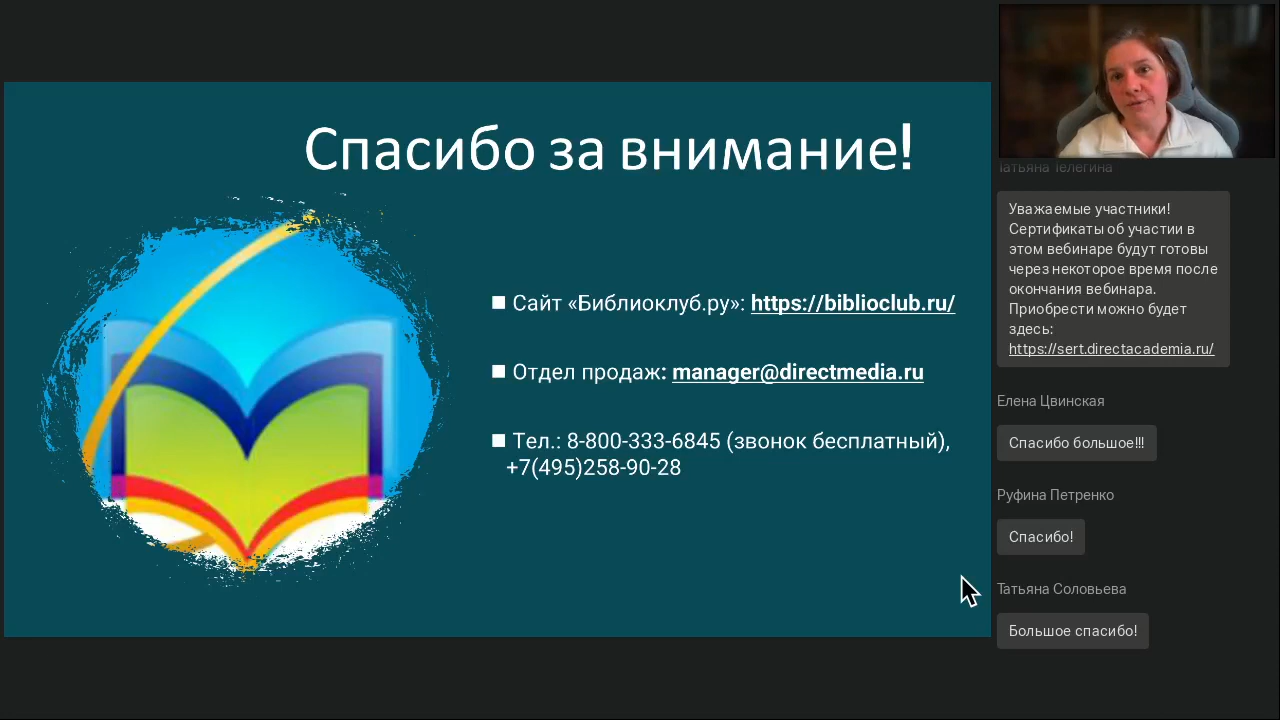 Спасибо за внимание!
■ Сайт «Библиоклуб.ру»: https://biblioclub.ru/
■ Отдел продаж: manager@directmedia.ru
■ Тел.: 8-800-333-6845 (звонок бесплатный),
+7(495)258-90-28
Татьяна Телегина
Уважаемые участники!
Сертификаты об участии в
этом вебинаре будут готовы
через некоторое время после
окончания вебинара.
Приобрести можно будет
здесь:
https://sert.directacademia.ru/
Елена Цвинская
Спасибо большое!!!
Руфина Петренко
Спасибо!
Татьяна Соловьева
Большое спасибо!